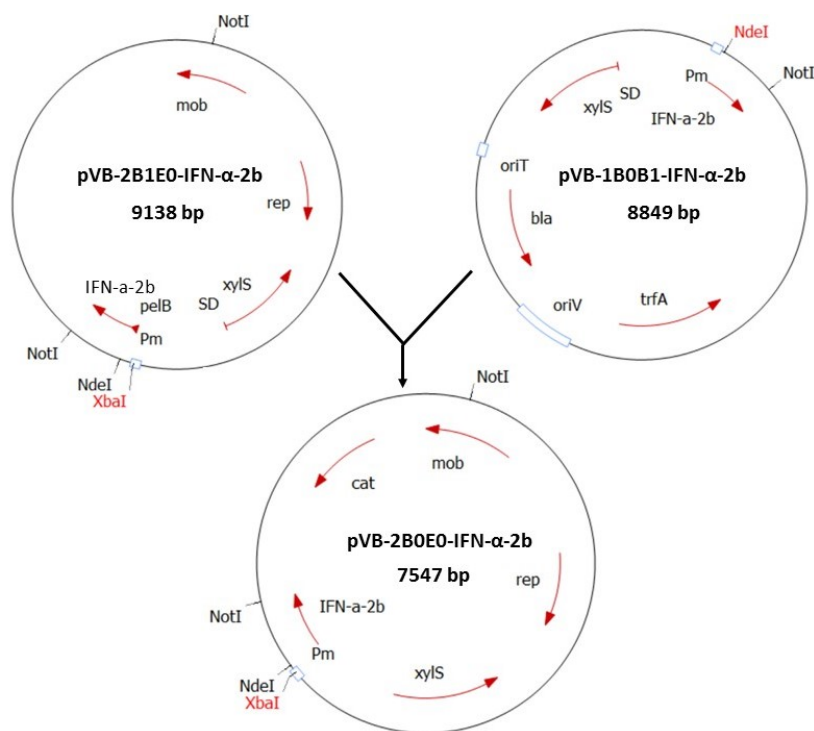 NotI
mob
pVB-2B1E0-IFN-α-2b
9138 bp
rep
xylS
SD
IFN-a-2b
pelB
Pm
NotI
NdeI
XbaI
NdeI
NotI
Pm
SD
xylS
IFN-a-2b
oriT
pVB-1B0B1-IFN-α-2b
8849 bp
bla
oriV
trfA
NotI
mob
cat
pVB-2B0E0-IFN-α-2b
7547 bp
rep
IFN-a-2b
NotI
Pm
xylS
NdeI
XbaI